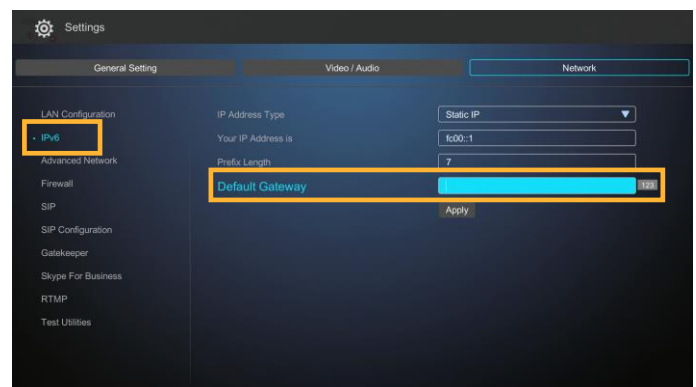 Settings
General Setting Video / Audio Network
LAN Configuration IP Address Type Static IP
• IPv6 Your IP Address is fc00::1
Advanced Network Prefix Length 7
Firewall Default Gateway 123
SIP Apply
SIP Configuration
Gatekeeper
Skype For Business
RTMP
Test Utilities